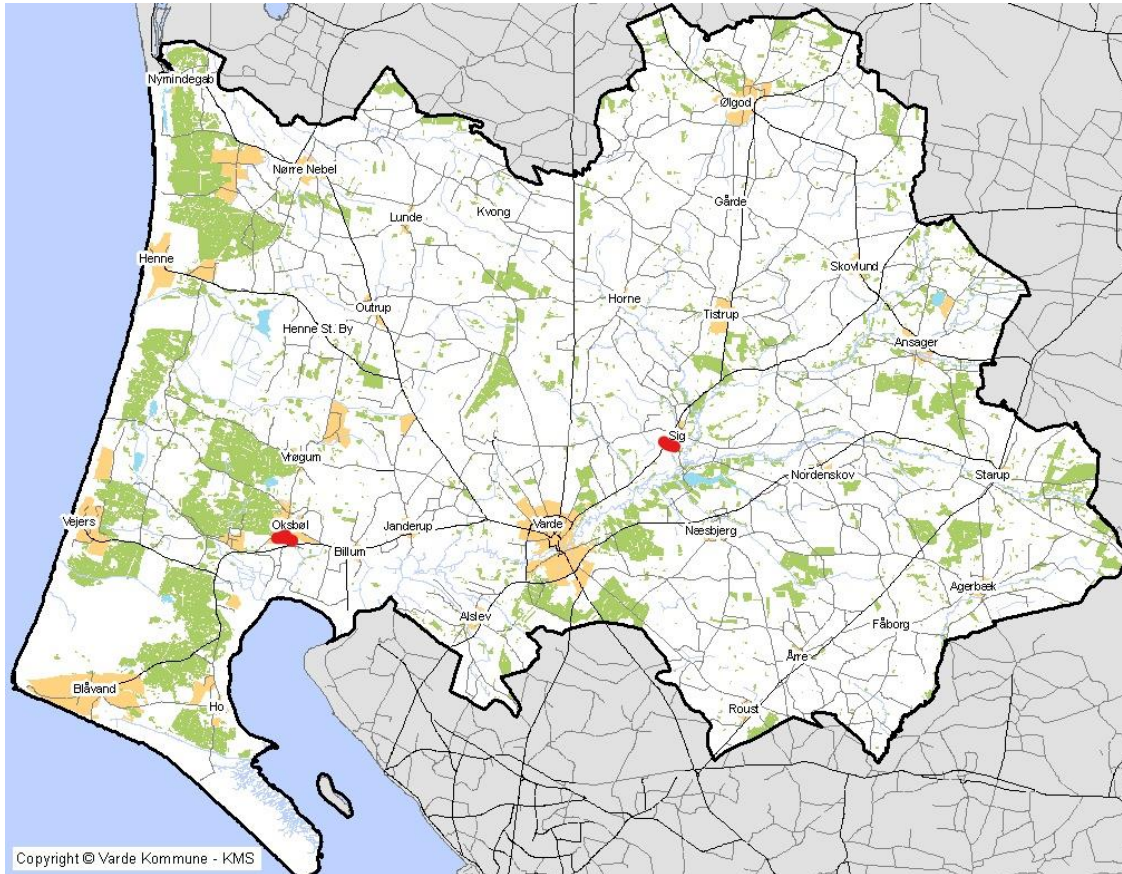 Nymindegab
Ølgod
Nørre Nebel
Gårde
Kvong
Lunde
Henne
Skovlund
Horne
Outrup
Tistrup
Henne St. By
Ansager
Sig
Vrøgum
Nordenskov
Starup
Vejers
Oksbøl
Janderup
Varde
Næsbjerg
Billum
Agerbæk
Alslev
Fåborg
Årre
Blåvand
Ho
Roust
Copyright © Varde Kommune - KMS